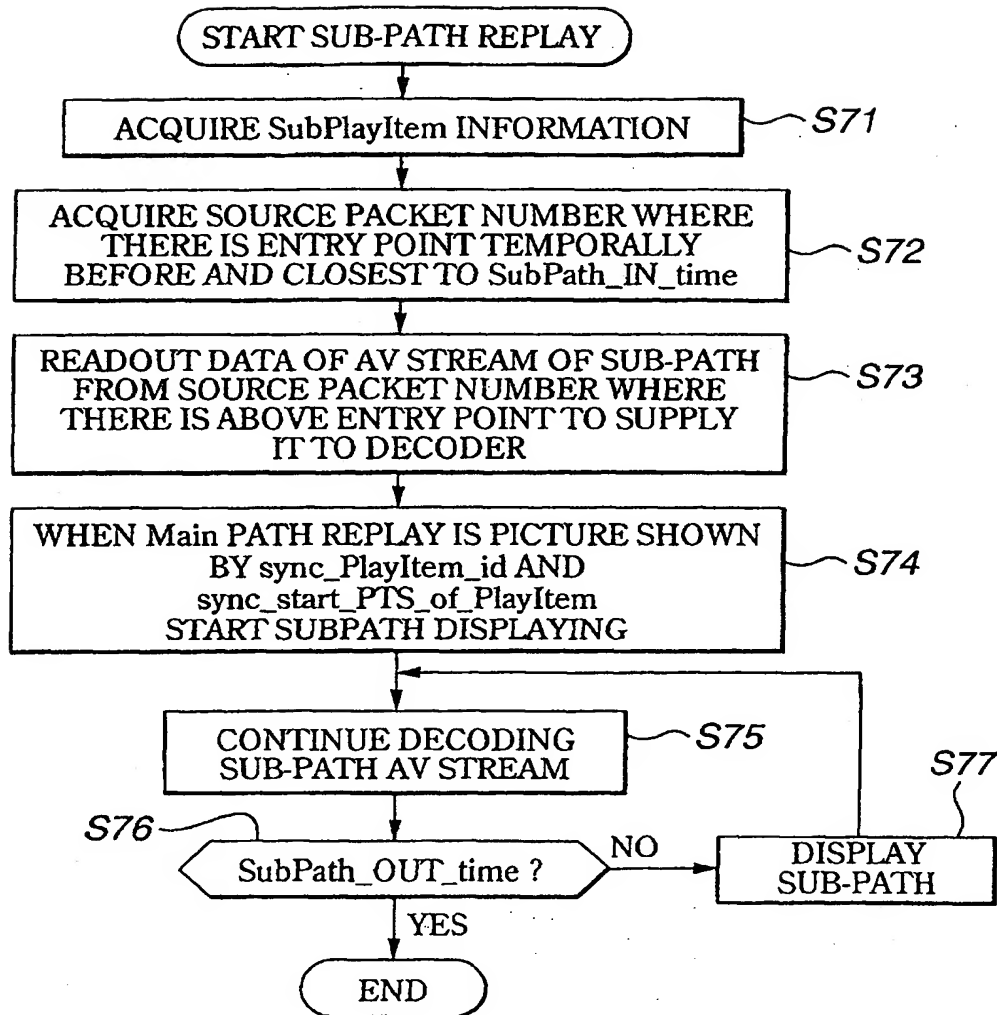 START SUB-PATH REPLAY
ACQUIRE SubPlayItem INFORMATION
S71
ACQUIRE SOURCE PACKET NUMBER WHERE
THERE IS ENTRY POINT TEMPORALLY
BEFORE AND CLOSEST TO SubPath_IN_time
S72
READOUT DATA OF AV STREAM OF SUB-PATH
FROM SOURCE PACKET NUMBER WHERE
THERE IS ABOVE ENTRY POINT TO SUPPLY
IT TO DECODER
S73
WHEN Main PATH REPLAY IS PICTURE SHOWN
BY sync_PlayItem_id AND
sync_start_PTS_of_PlayItem
START SUBPATH DISPLAYING
S74
CONTINUE DECODING
SUB-PATH AV STREAM
S75
S76
SubPath_OUT_time ?
NO
DISPLAY
SUB-PATH
S77
YES
END